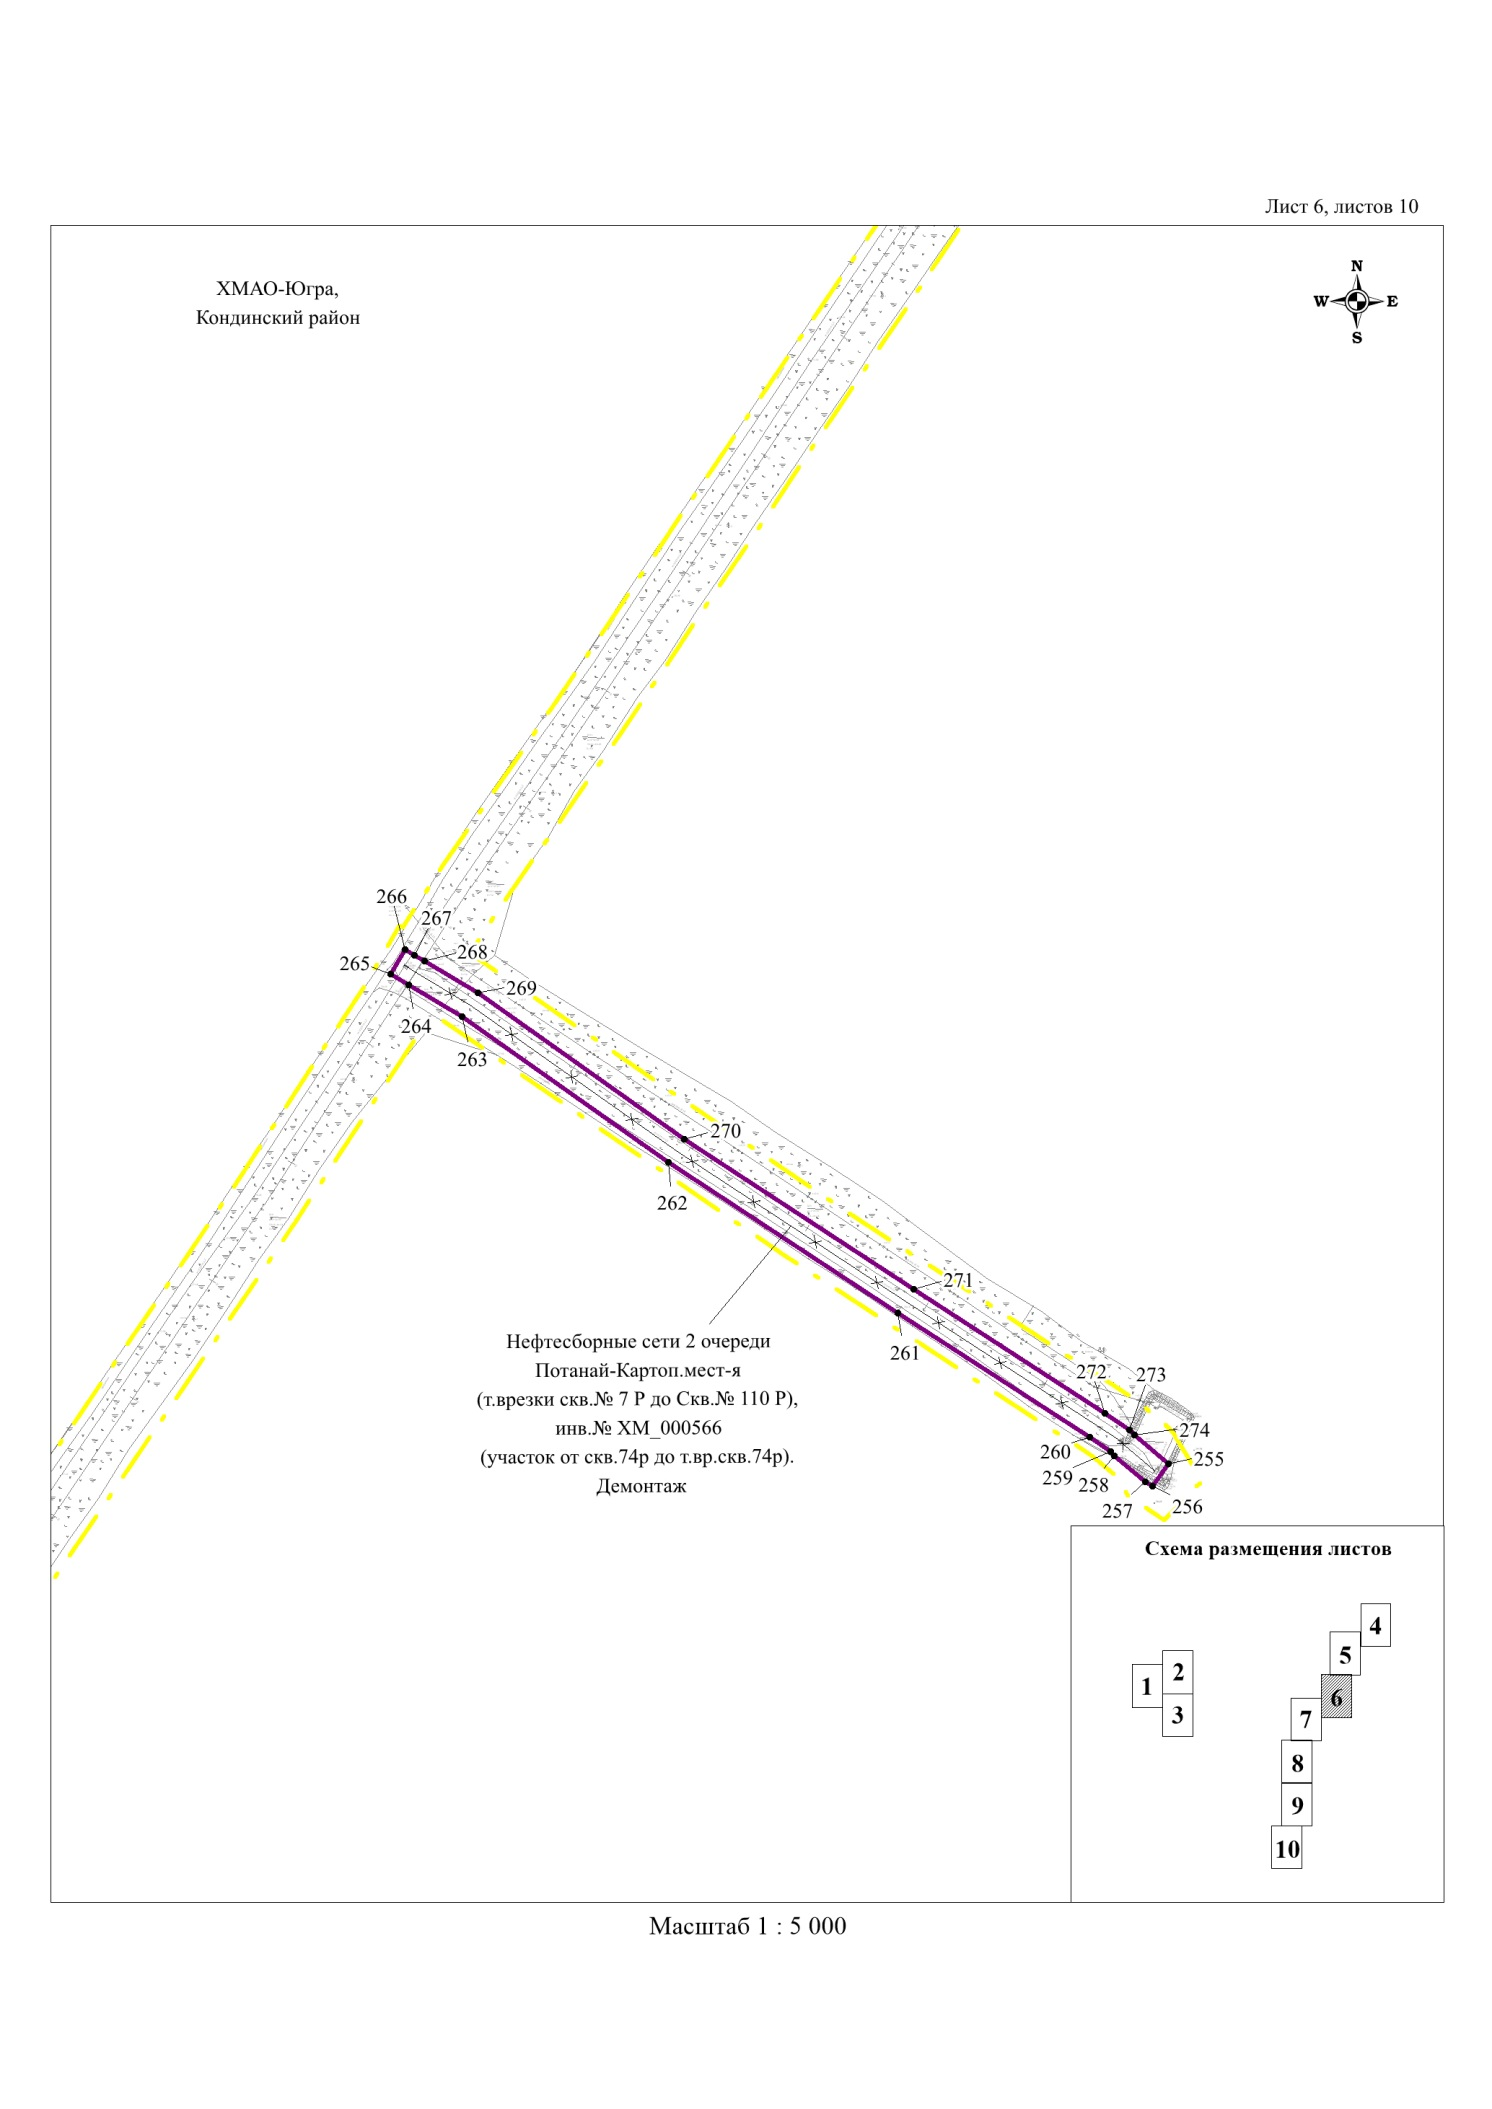 Лист 6, листов 10
ХМАО-Югра,
Кондинский район
N
W E
S
266
267
268
265
269
264
263
270
262
271
261
Нефтесборные сети 2 очереди
Потанай-Картоп.мест-я
(т.врезки скв.№ 7 Р до Скв.№ 110 Р),
инв.№ ХМ_000566
(участок от скв.74р до т.вр.скв.74р).
Демонтаж
272
273
274
260
255
259
258
257
256
Схема размещения листов
4
5
2
1
6
3
7
8
9
10
Масштаб 1 : 5 000